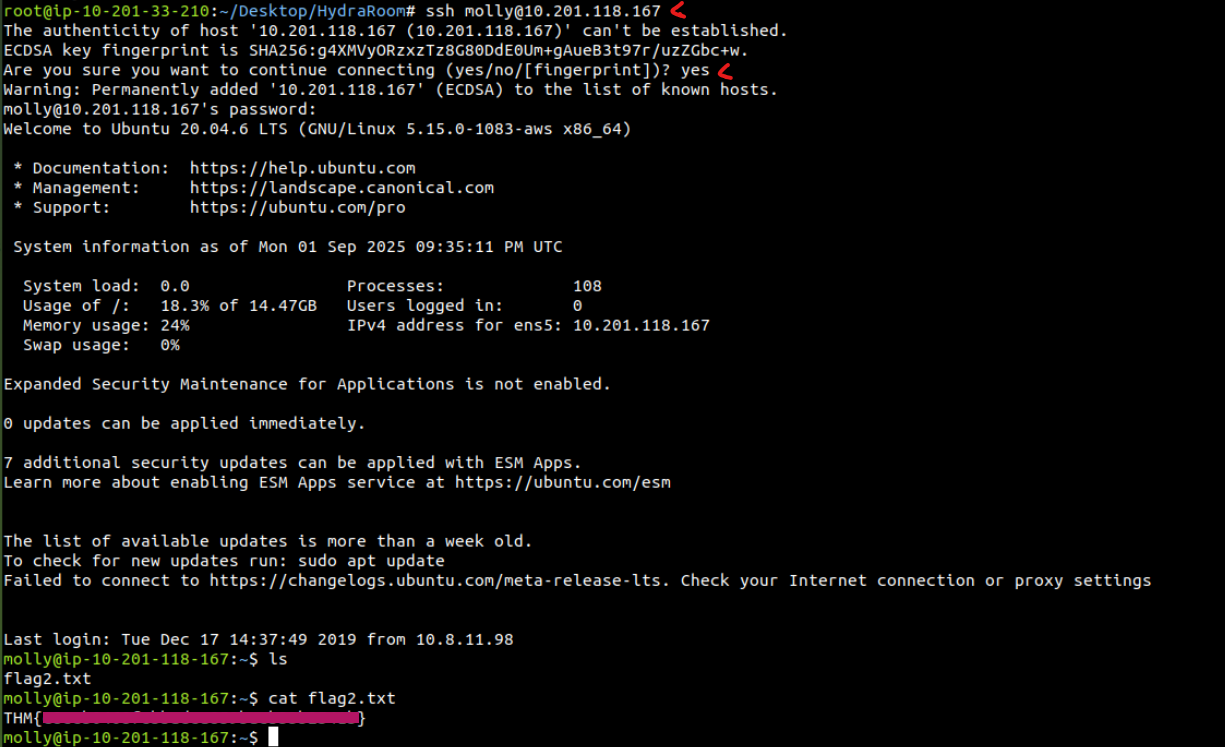 root@ip-10-201-33-210:~/Desktop/HydraRoom# ssh molly@10.201.118.167
The authenticity of host '10.201.118.167 (10.201.118.167)' can't be established.
ECDSA key fingerprint is SHA256:g4XMVyORzxzTz8G80DdE0Um+gAueB3t97r/uzZGbc+w.
Are you sure you want to continue connecting (yes/no/[fingerprint])? yes
Warning: Permanently added '10.201.118.167' (ECDSA) to the list of known hosts.
molly@10.201.118.167's password:
Welcome to Ubuntu 20.04.6 LTS (GNU/Linux 5.15.0-1083-aws x86_64)
* Documentation:  https://help.ubuntu.com
* Management:     https://landscape.canonical.com
* Support:        https://ubuntu.com/pro
System information as of Mon 01 Sep 2025 09:35:11 PM UTC
System load:  0.0                Processes:             108
Usage of /:   18.3% of 14.47GB   Users logged in:       0
Memory usage: 24%                IPv4 address for ens5: 10.201.118.167
Swap usage:   0%
Expanded Security Maintenance for Applications is not enabled.
0 updates can be applied immediately.
7 additional security updates can be applied with ESM Apps.
Learn more about enabling ESM Apps service at https://ubuntu.com/esm
The list of available updates is more than a week old.
To check for new updates run: sudo apt update
Failed to connect to https://changelogs.ubuntu.com/meta-release-lts. Check your Internet connection or proxy settings
Last login: Tue Dec 17 14:37:49 2019 from 10.8.11.98
molly@ip-10-201-118-167:~$ ls
flag2.txt
molly@ip-10-201-118-167:~$ cat flag2.txt
THM{}
molly@ip-10-201-118-167:~$